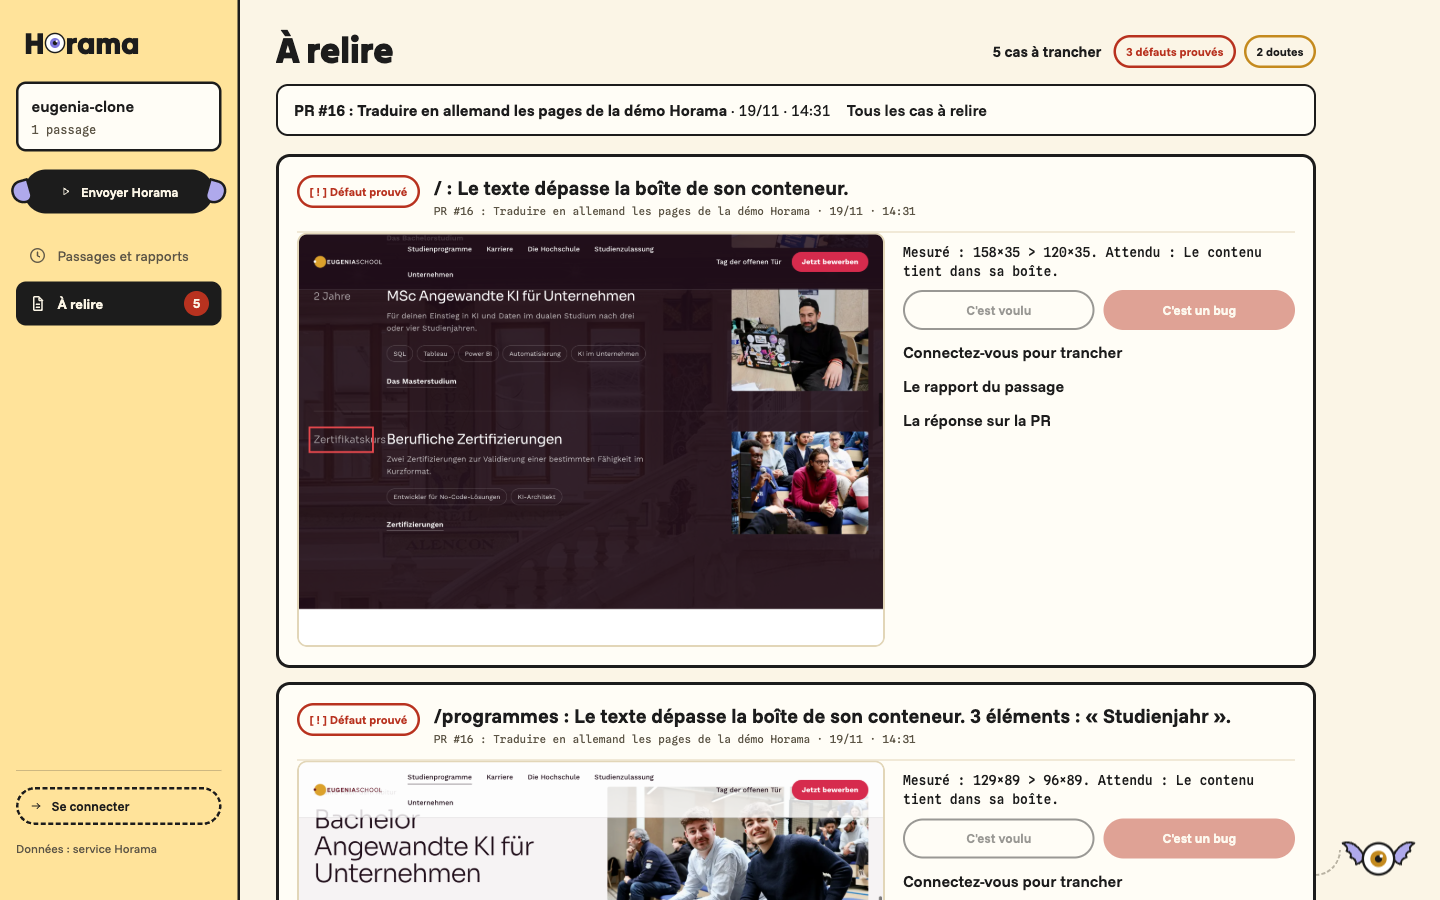 Horama
eugenia-clone
1 passage
Envoyer Horama
Passages et rapports
À relire
5
Se connecter
Données : service Horama
À relire
5 cas à trancher
3 défauts prouvés
2 doutes
PR #16 : Traduire en allemand les pages de la démo Horama · 19/11 · 14:31
Tous les cas à relire
[ ! ] Défaut prouvé
/ : Le texte dépasse la boîte de son conteneur.
PR #16 : Traduire en allemand les pages de la démo Horama · 19/11 · 14:31
Das Bachelorstudium
Studienprogramme
Karriere
Die Hochschule
Studienzulassung
EUGENIASCHOOL
Tag der offenen Tür
Jetzt bewerben
Unternehmen
2 Jahre
MSc Angewandte KI für Unternehmen
Für deinen Einstieg in KI und Daten im dualen Studium nach drei
oder vier Studienjahren.
SQL
Tableau
Power BI
Automatisierung
KI im Unternehmen
Das Masterstudium
Zertifikatskurs
Berufliche Zertifizierungen
Zwei Zertifizierungen zur Validierung einer bestimmten Fähigkeit im
Kurzformat.
Entwickler für No-Code-Lösungen
KI-Architekt
Zertifizierungen
ALENCON
Mesuré : 158×35 > 120×35. Attendu : Le contenu
tient dans sa boîte.
C'est voulu
C'est un bug
Connectez-vous pour trancher
Le rapport du passage
La réponse sur la PR
[ ! ] Défaut prouvé
/programmes : Le texte dépasse la boîte de son conteneur. 3 éléments : « Studienjahr ».
PR #16 : Traduire en allemand les pages de la démo Horama · 19/11 · 14:31
Studienprogramme
Karriere
Die Hochschule
Studienzulassung
EUGENIASCHOOL
Tag der offenen Tür
Jetzt bewerben
Unternehmen
Bachelor
Angewandte KI für
Unternehmen
Mesuré : 129×89 > 96×89. Attendu : Le contenu
tient dans sa boîte.
C'est voulu
C'est un bug
Connectez-vous pour trancher